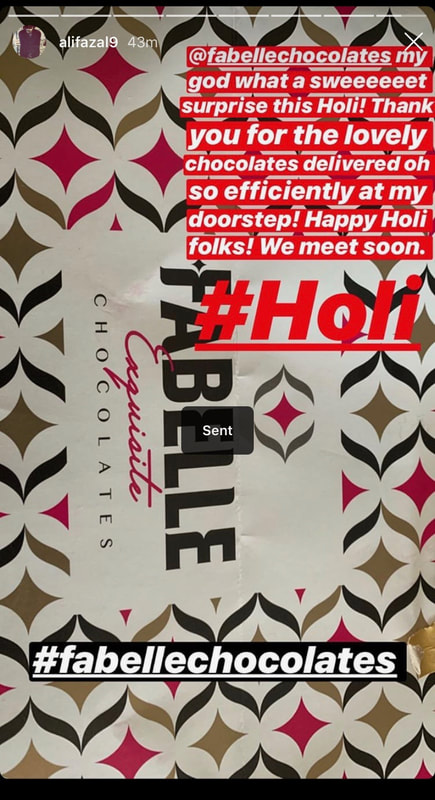 alifazal9 43m
@fabellechocolates my
god what a sweeeeeet
surprise this Holi! Thank
you for the lovely
chocolates delivered oh
so efficiently at my
doorstep! Happy Holi
folks! We meet soon.
#Holi
FABELLE
Exquisite
CHOCOLATES
Sent
#fabellechocolates